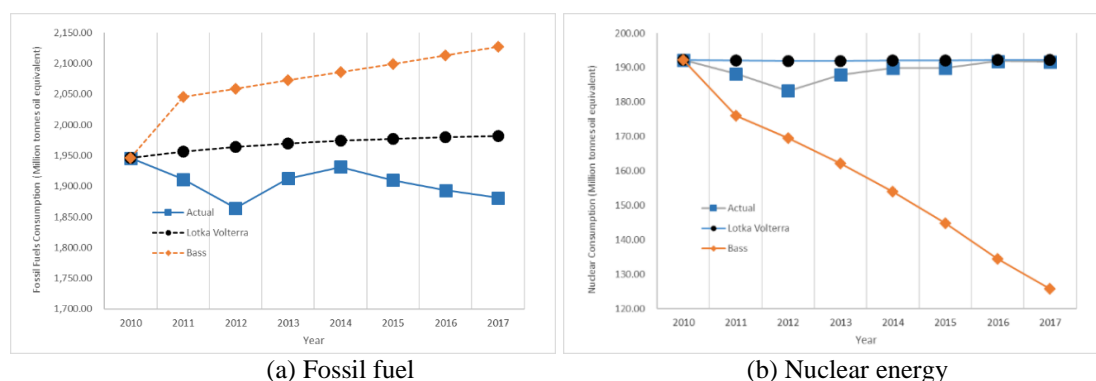 Fossil Fuels Consumption (Million tonnes oil equivalent)
2,150.00
2,100.00
2,050.00
2,000.00
1,950.00
1,900.00
1,850.00
1,800.00
1,750.00
1,700.00
Actual
Lotka Volterra
Bass
2010 2011 2012 2013 2014 2015 2016 2017
Year
(a) Fossil fuel
Nuclear Consumption (Million tonnes oil equivalent)
200.00
190.00
180.00
170.00
160.00
150.00
140.00
130.00
120.00
Actual
Lotka Volterra
Bass
2010 2011 2012 2013 2014 2015 2016 2017
Year
(b) Nuclear energy